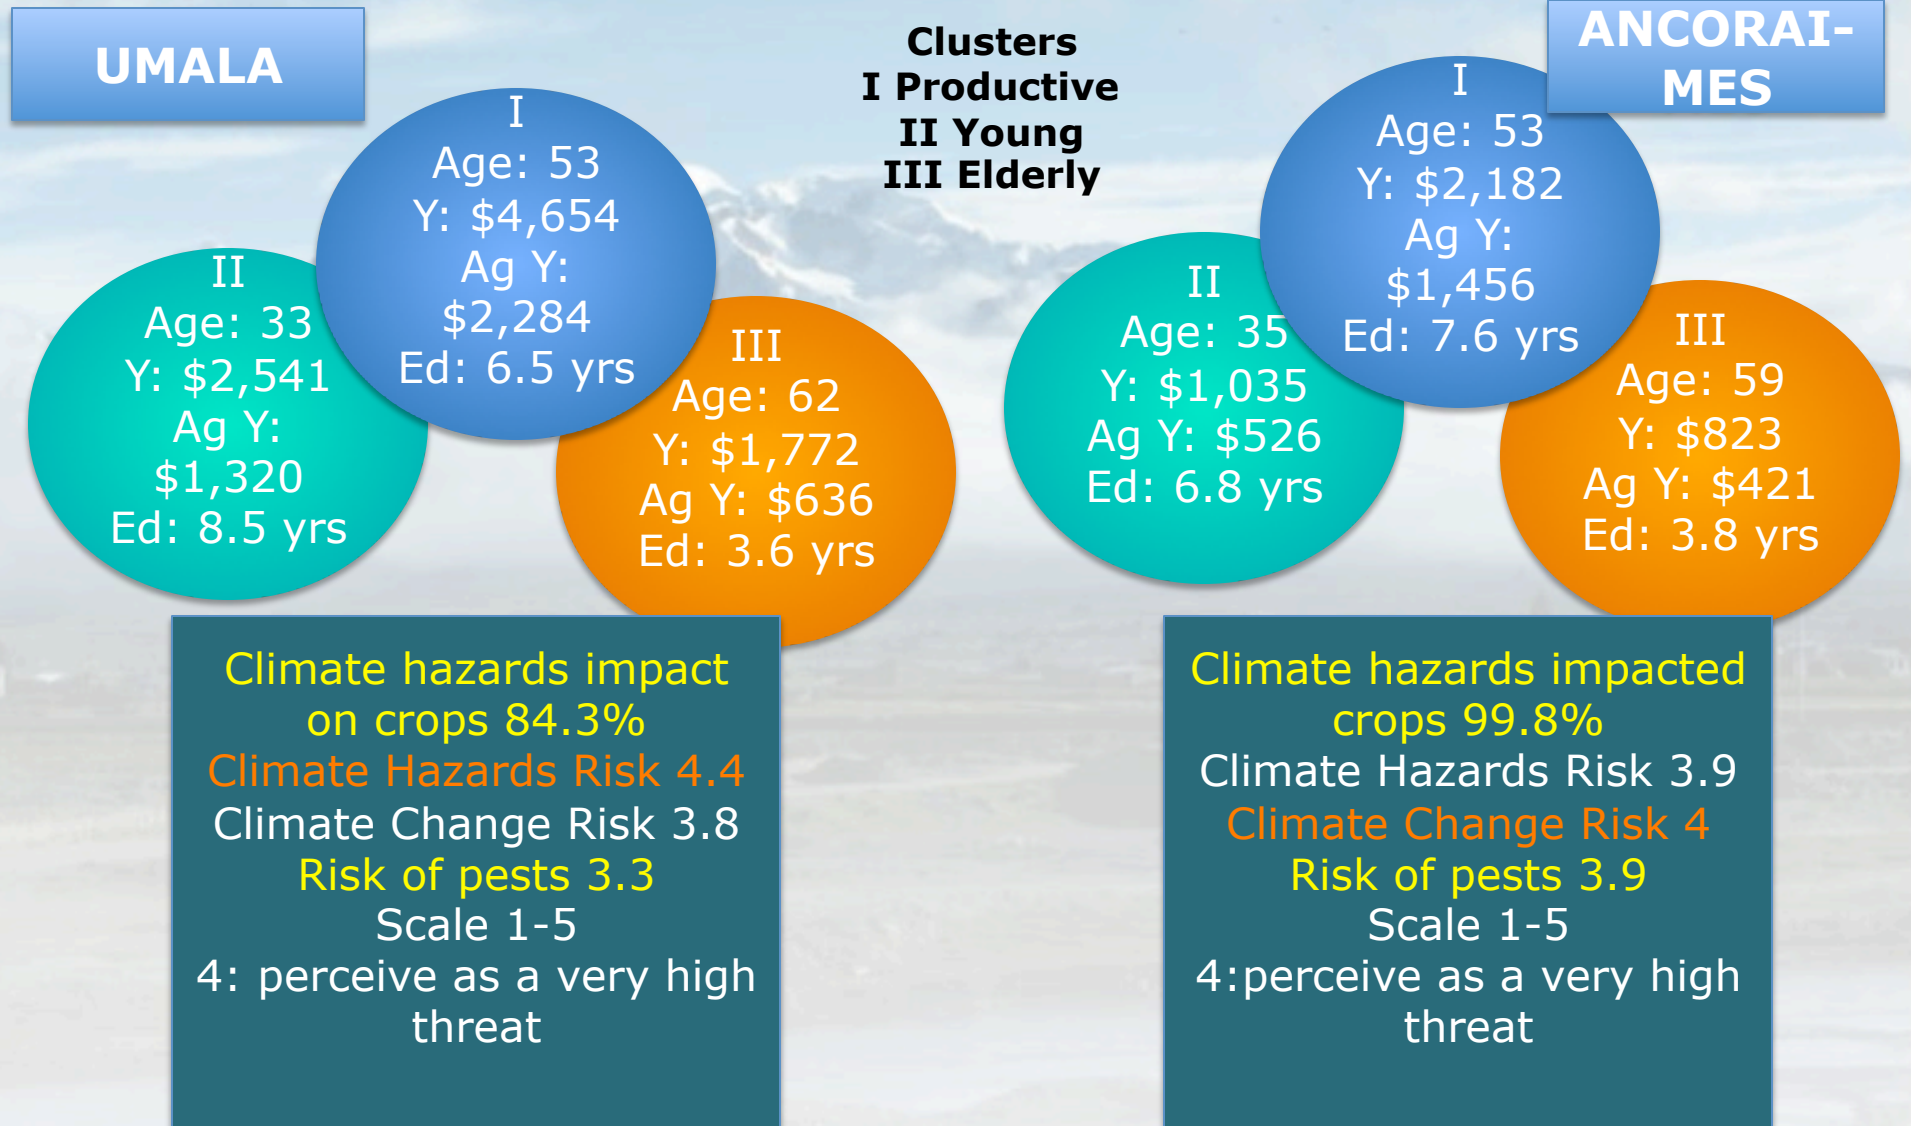 UMALA
Clusters
I Productive
II Young
III Elderly
ANCORAI-
MES
I
Age: 53
Y: $4,654
Ag Y:
$2,284
Ed: 6.5 yrs
II
Age: 33
Y: $2,541
Ag Y:
$1,320
Ed: 8.5 yrs
III
Age: 62
Y: $1,772
Ag Y: $636
Ed: 3.6 yrs
I
Age: 53
Y: $2,182
Ag Y:
$1,456
Ed: 7.6 yrs
II
Age: 35
Y: $1,035
Ag Y: $526
Ed: 6.8 yrs
III
Age: 59
Y: $823
Ag Y: $421
Ed: 3.8 yrs
Climate hazards impact
on crops 84.3%
Climate Hazards Risk 4.4
Climate Change Risk 3.8
Risk of pests 3.3
Scale 1-5
4: perceive as a very high
threat
Climate hazards impacted
crops 99.8%
Climate Hazards Risk 3.9
Climate Change Risk 4
Risk of pests 3.9
Scale 1-5
4:perceive as a very high
threat